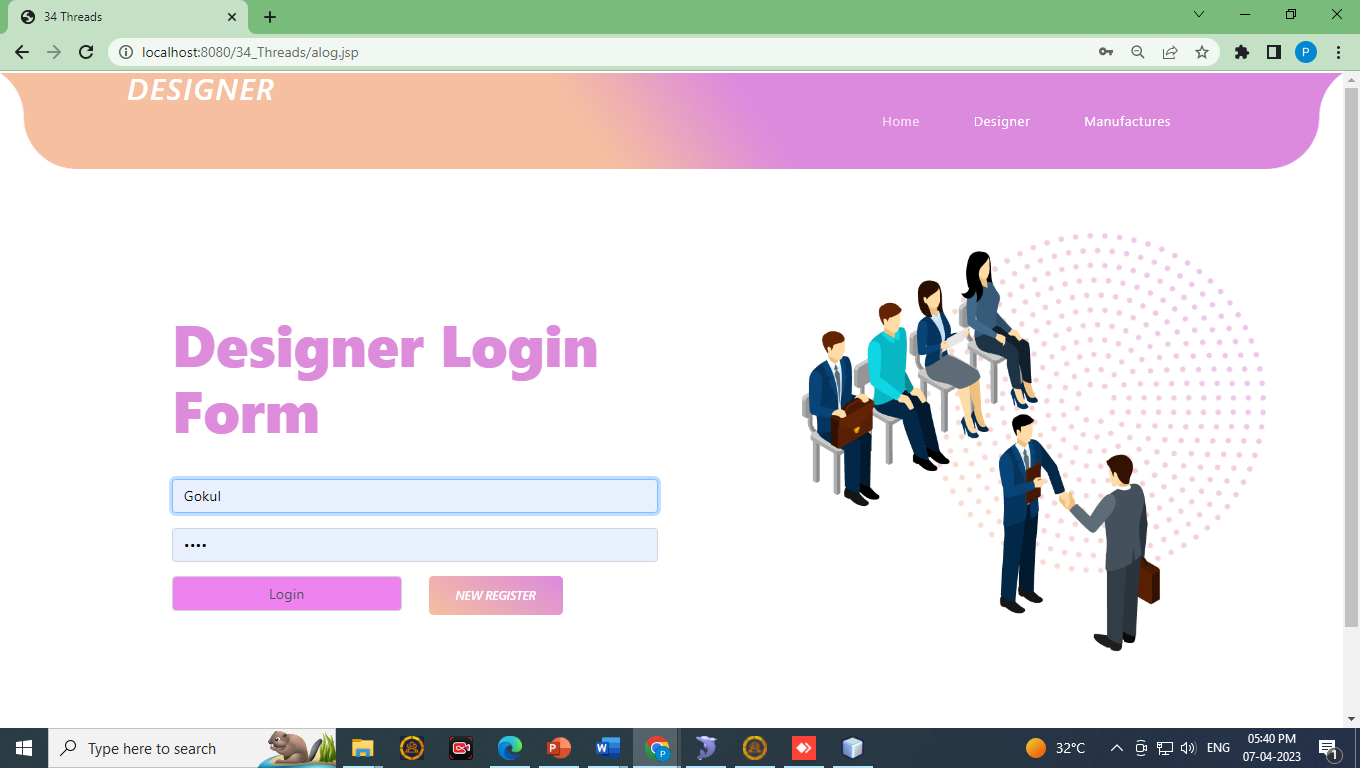 34 Threads
localhost:8080/34_Threads/alog.jsp
P
DESIGNER
Home
Designer
Manufactures
Designer Login
Form
Gokul
••••
Login
NEW REGISTER
Type here to search
32°C
ENG
05:40 PM
07-04-2023
1